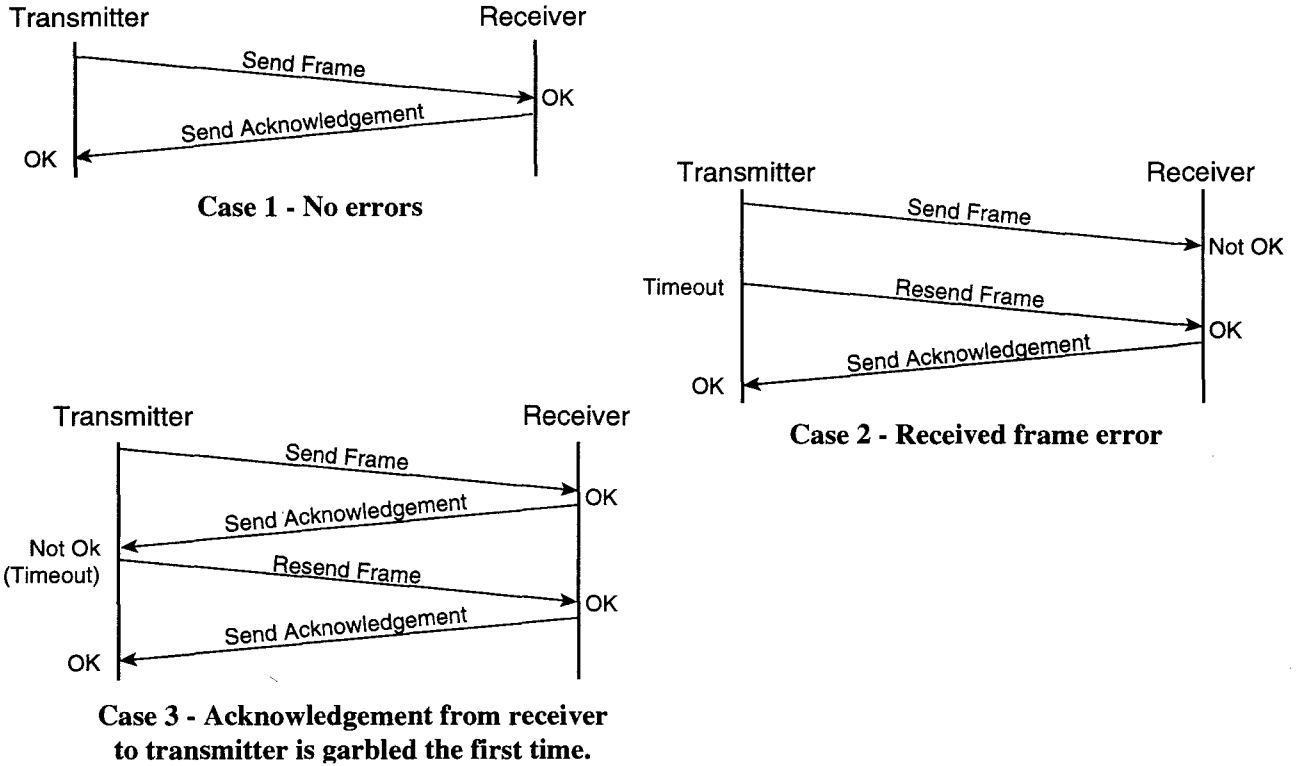 Transmitter
Receiver
Send Frame
OK
Send Acknowledgement
OK
Case 1 - No errors
Transmitter
Receiver
Send Frame
Not OK
Timeout
Resend Frame
OK
Send Acknowledgement
OK
Case 2 - Received frame error
Transmitter
Receiver
Send Frame
OK
Send Acknowledgement
Not Ok
(Timeout)
Resend Frame
OK
Send Acknowledgement
OK
Case 3 - Acknowledgement from receiver
to transmitter is garbled the first time.